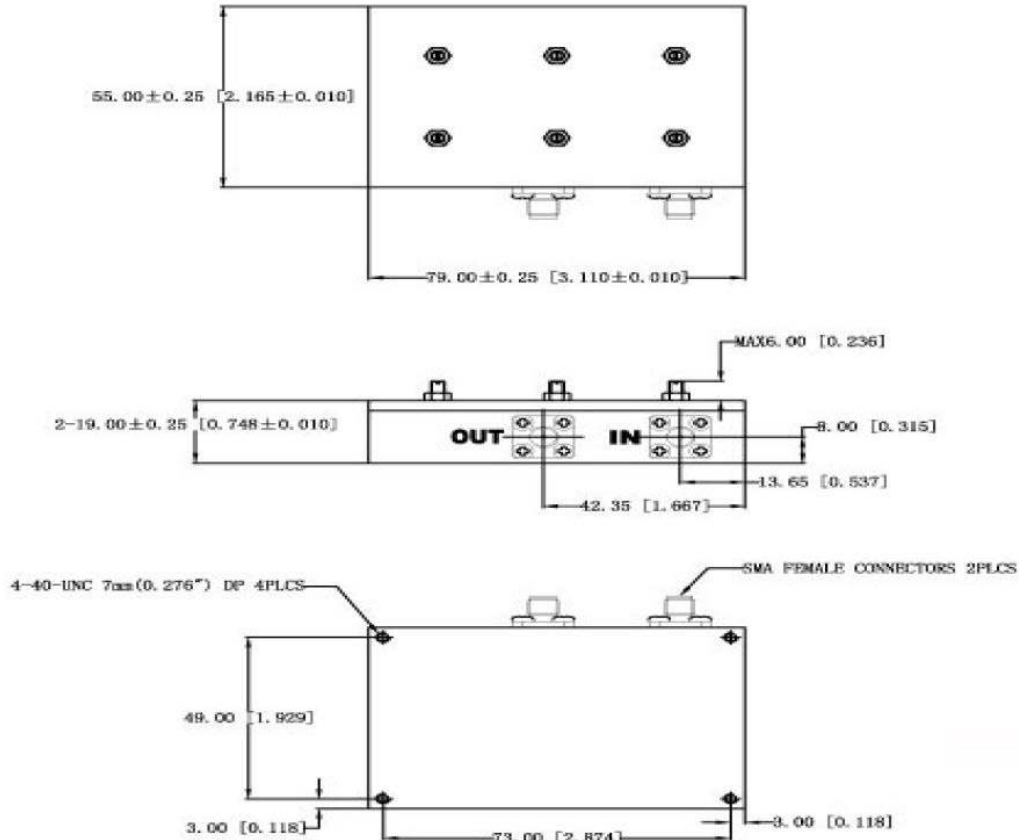 55.00±0.25 [2.165±0.010]
79.00±0.25 [3.110±0.010]
MAX6.00 [0.236]
2-19.00±0.25 [0.748±0.010]
OUT
IN
8.00 [0.315]
13.65 [0.537]
42.35 [1.667]
SMA FEMALE CONNECTORS 2PLCS
4-40-UNC 7mm(0.276") DP 4PLCS
49.00 [1.929]
3.00 [0.118]
3.00 [0.118]
73.00 [2.874]